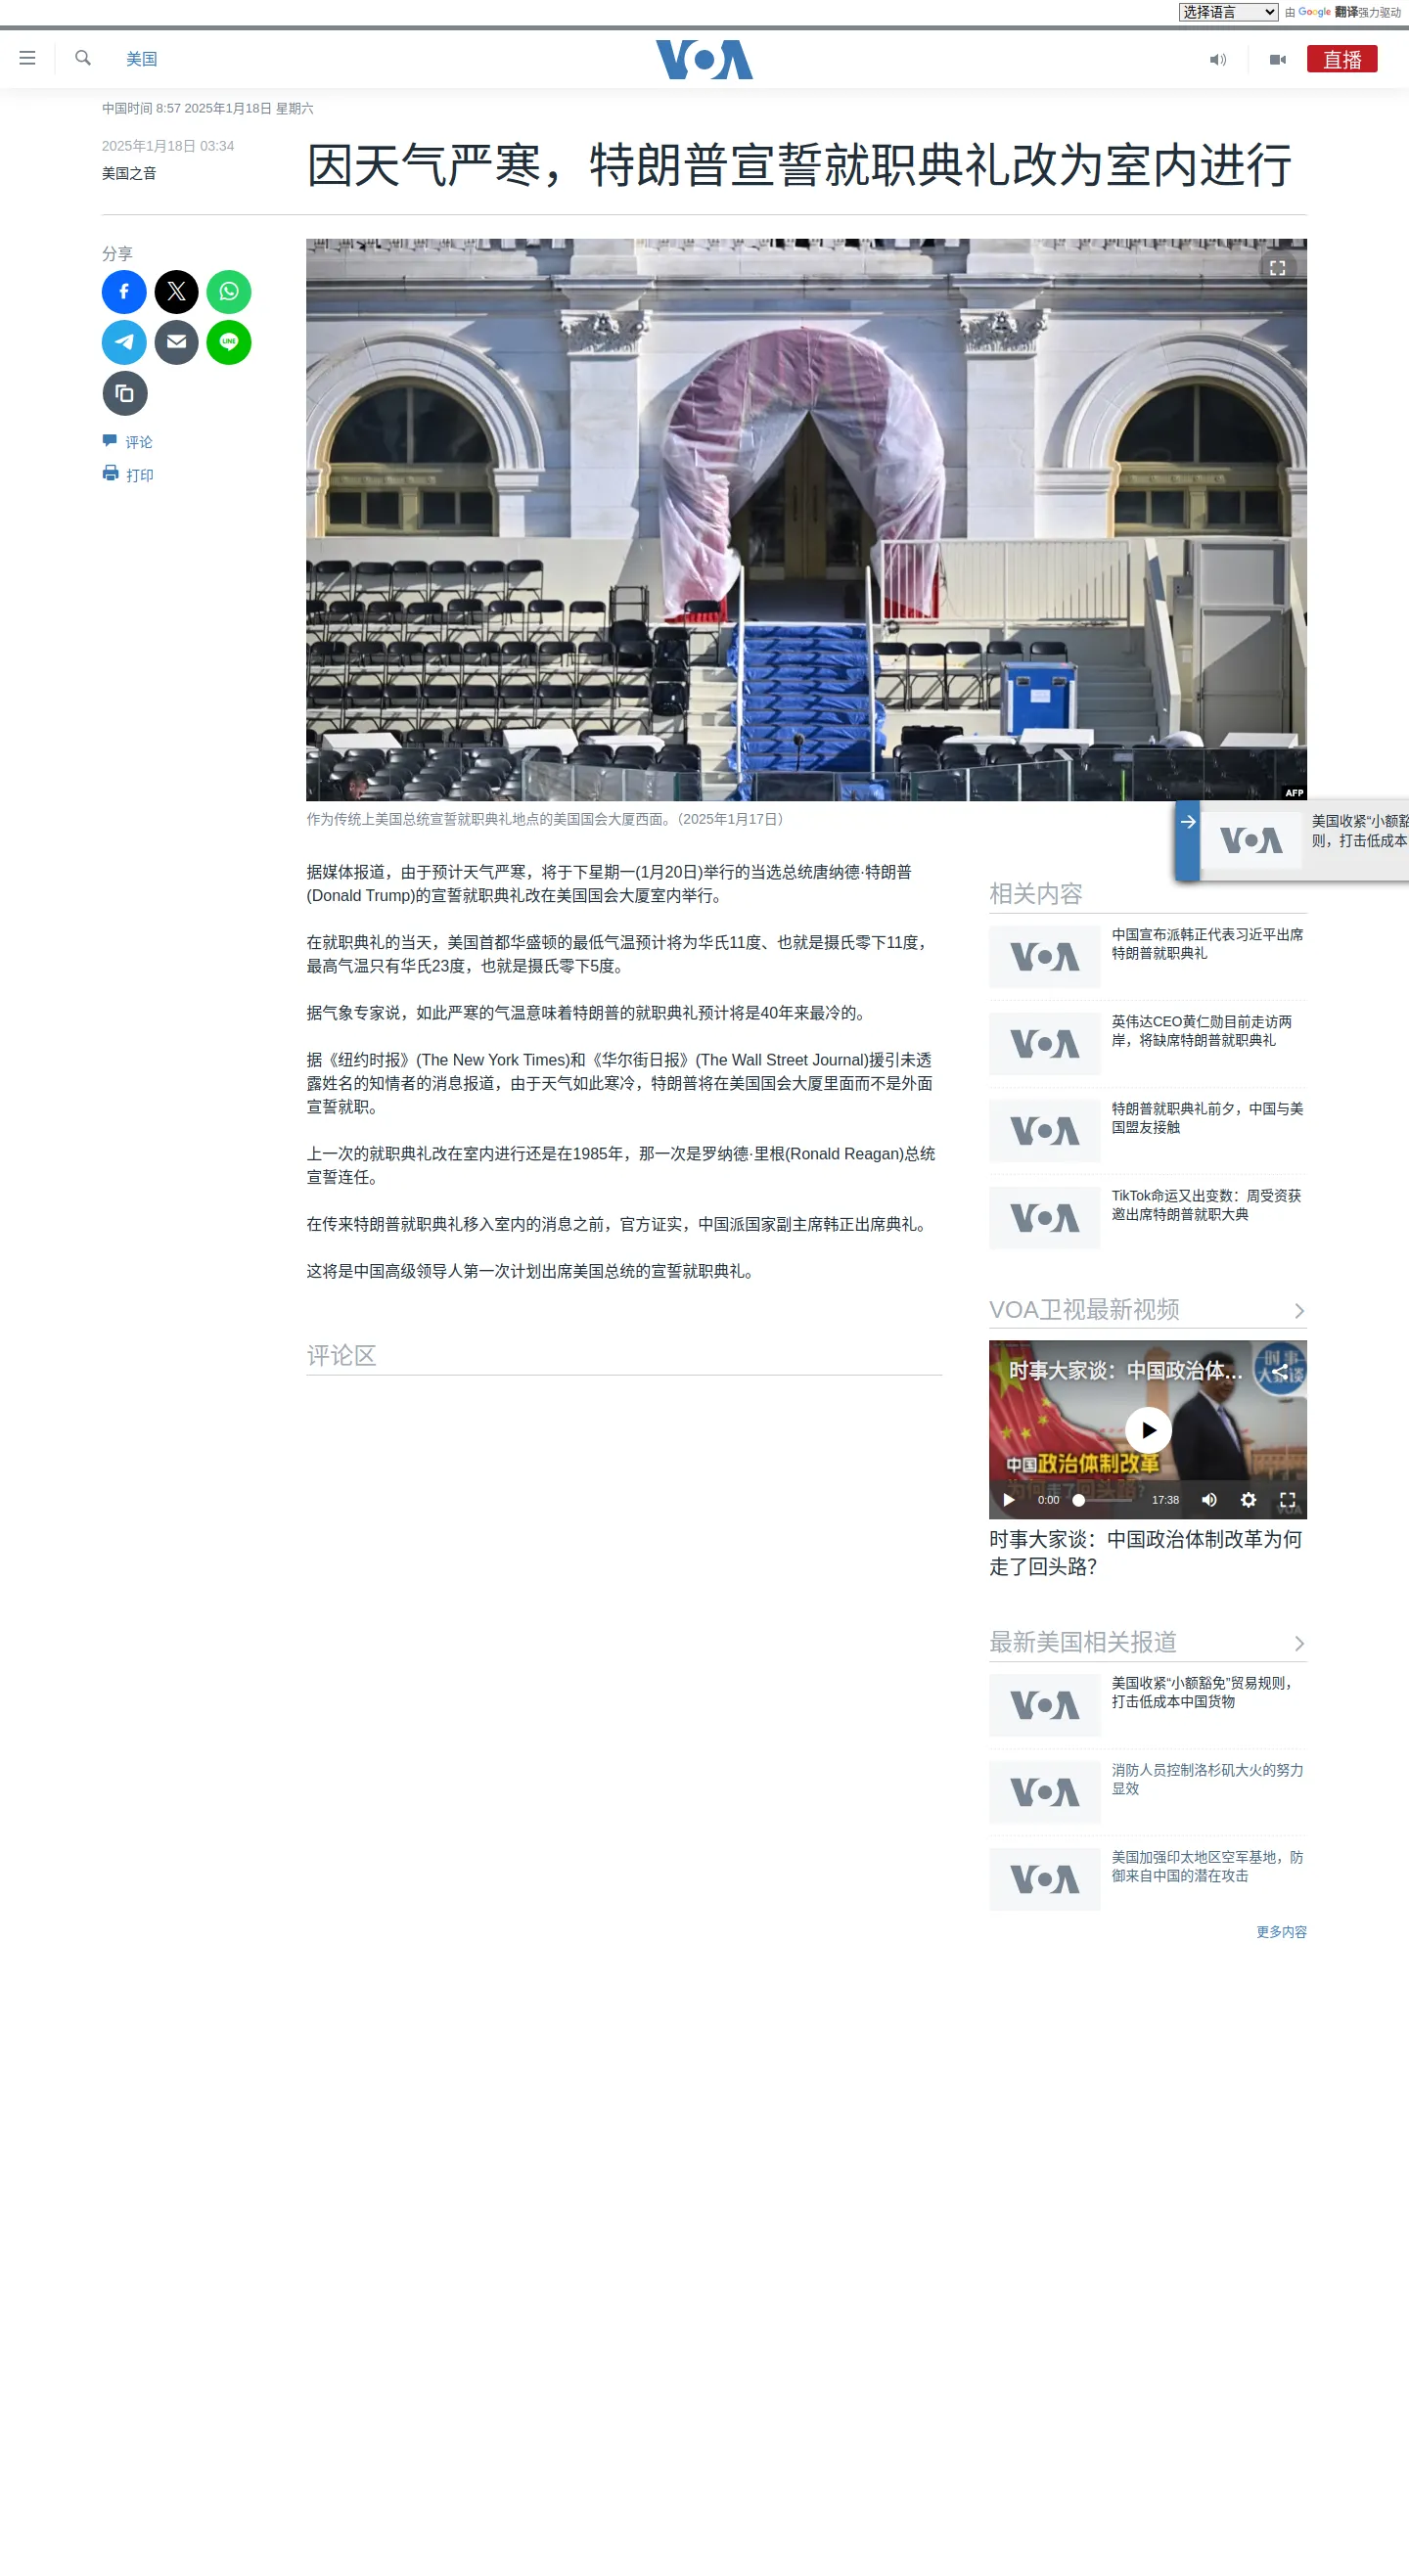 选择语言
由 Google 翻译强力驱动
美国
VOA
直播
中国时间 8:57 2025年1月18日 星期六
2025年1月18日 03:34
美国之音
因天气严寒，特朗普宣誓就职典礼改为室内进行
分享
LINE
评论
打印
AFP
作为传统上美国总统宣誓就职典礼地点的美国国会大厦西面。（2025年1月17日）
VOA
美国收紧“小额豁
则，打击低成本
据媒体报道，由于预计天气严寒，将于下星期一(1月20日)举行的当选总统唐纳德·特朗普
(Donald Trump)的宣誓就职典礼改在美国国会大厦室内举行。
在就职典礼的当天，美国首都华盛顿的最低气温预计将为华氏11度、也就是摄氏零下11度，
最高气温只有华氏23度，也就是摄氏零下5度。
据气象专家说，如此严寒的气温意味着特朗普的就职典礼预计将是40年来最冷的。
据《纽约时报》(The New York Times)和《华尔街日报》(The Wall Street Journal)援引未透
露姓名的知情者的消息报道，由于天气如此寒冷，特朗普将在美国国会大厦里面而不是外面
宣誓就职。
上一次的就职典礼改在室内进行还是在1985年，那一次是罗纳德·里根(Ronald Reagan)总统
宣誓连任。
在传来特朗普就职典礼移入室内的消息之前，官方证实，中国派国家副主席韩正出席典礼。
这将是中国高级领导人第一次计划出席美国总统的宣誓就职典礼。
评论区
相关内容
VOA
中国宣布派韩正代表习近平出席
特朗普就职典礼
VOA
英伟达CEO黄仁勋目前走访两
岸，将缺席特朗普就职典礼
VOA
特朗普就职典礼前夕，中国与美
国盟友接触
VOA
TikTok命运又出变数：周受资获
邀出席特朗普就职大典
VOA卫视最新视频
时事大家谈：中国政治体...
时事
大家谈
中国政治体制改革
为何走了回头路?
0:00
17:38
VOA
时事大家谈：中国政治体制改革为何
走了回头路？
最新美国相关报道
VOA
美国收紧“小额豁免”贸易规则，
打击低成本中国货物
VOA
消防人员控制洛杉矶大火的努力
显效
VOA
美国加强印太地区空军基地，防
御来自中国的潜在攻击
更多内容